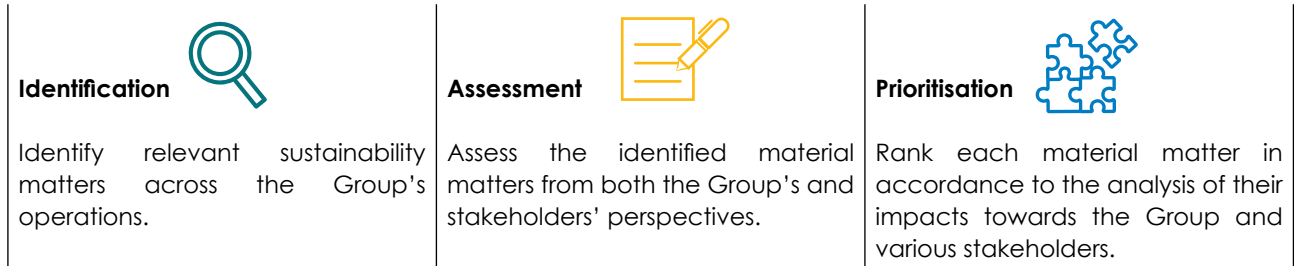 Identification
Identify relevant sustainability
matters across the Group's
operations.
Assessment
Assess the identified material
matters from both the Group's and
stakeholders' perspectives.
Prioritisation
Rank each material matter in
accordance to the analysis of their
impacts towards the Group and
various stakeholders.